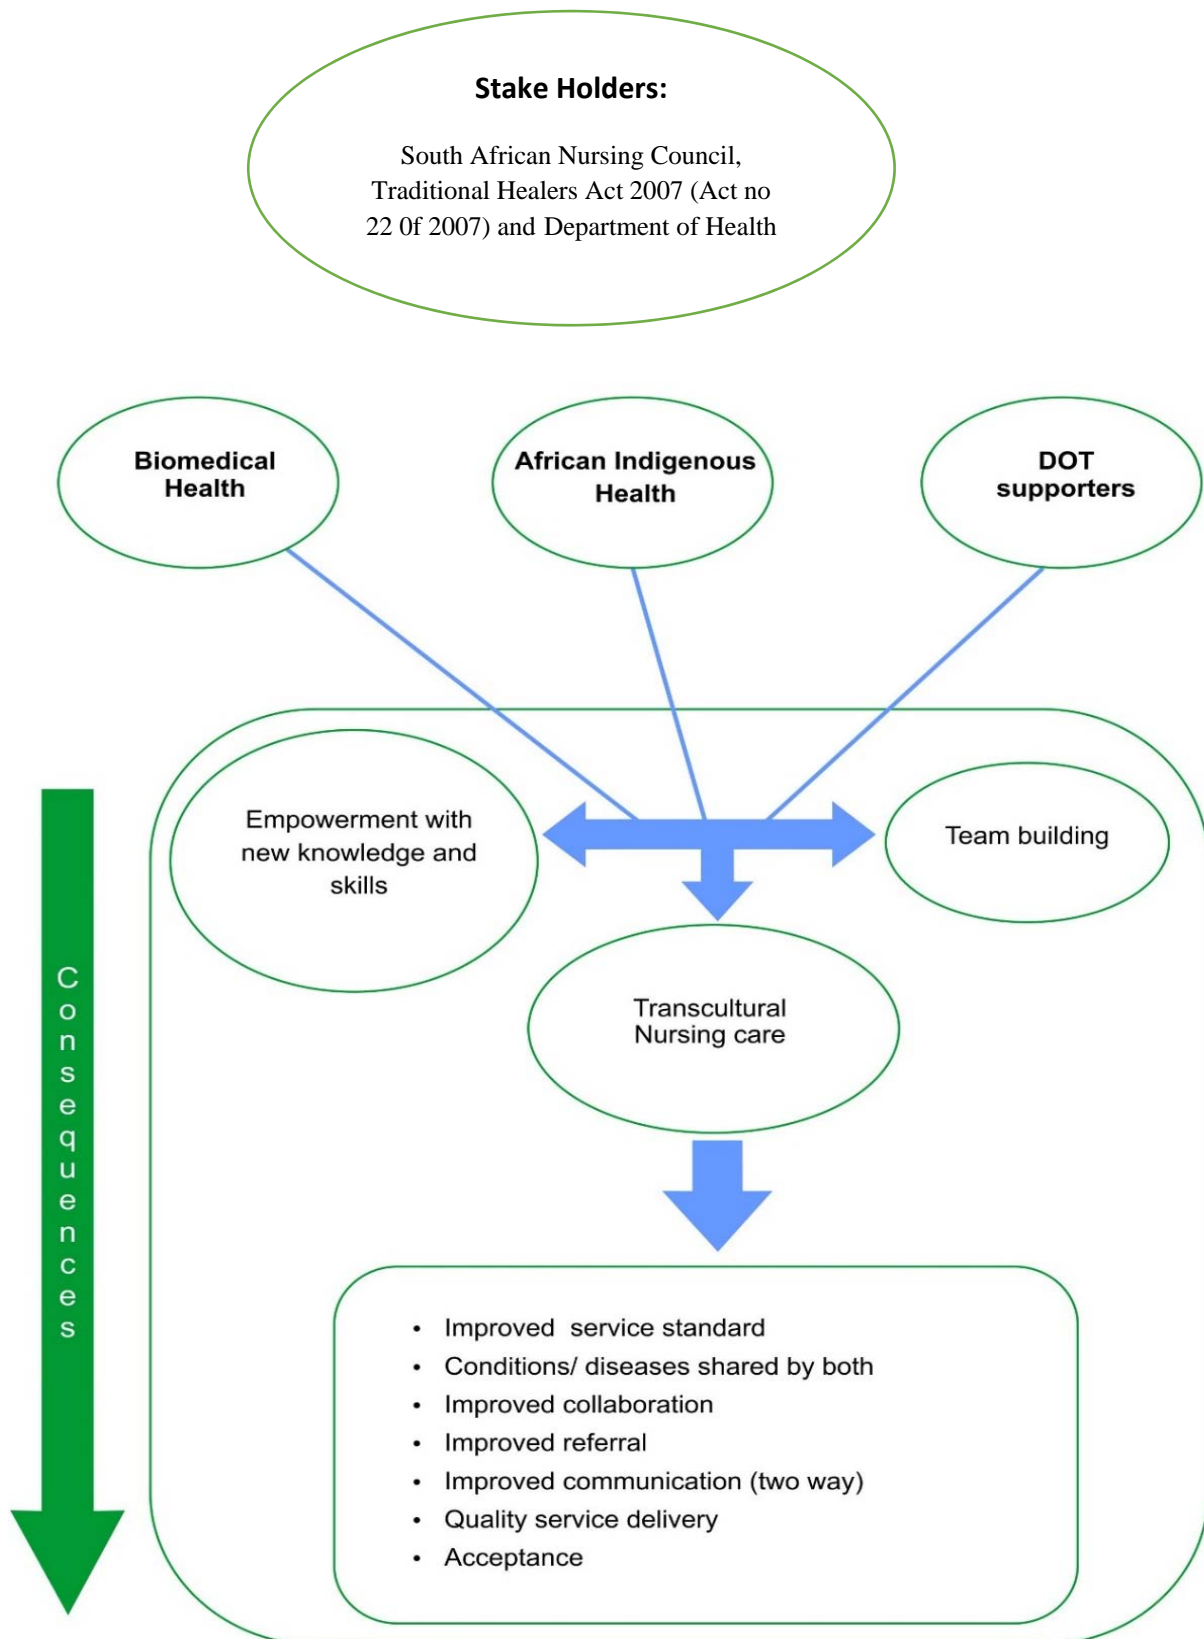 Stake Holders:
South African Nursing Council,
Traditional Healers Act 2007 (Act no
22 0f 2007) and Department of Health
Biomedical
Health
African Indigenous
Health
DOT
supporters
Empowerment with
new knowledge and
skills
Team building
Transcultural
Nursing care
Consequences
• Improved service standard
• Conditions/ diseases shared by both
• Improved collaboration
• Improved referral
• Improved communication (two way)
• Quality service delivery
• Acceptance